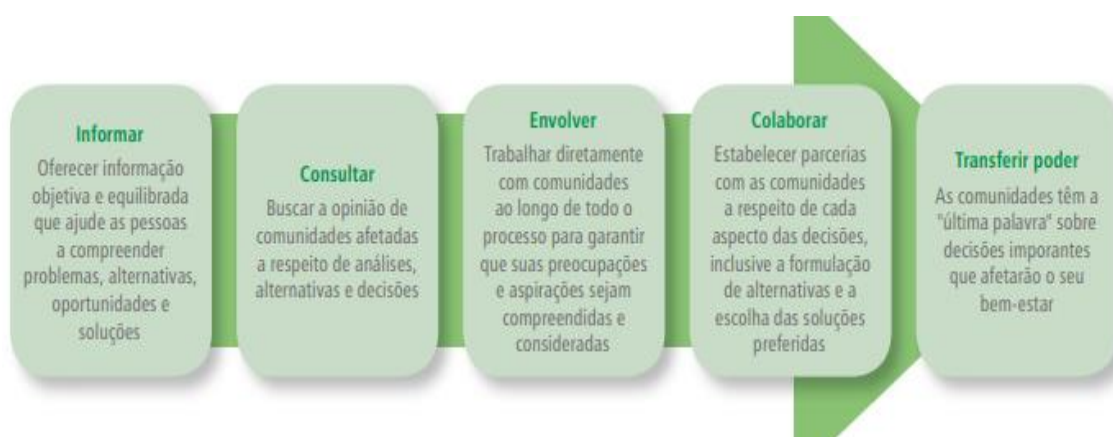 Informar
Oferecer informação
objetiva e equilibrada
que ajude as pessoas
a compreender
problemas, alternativas,
oportunidades e
soluções
Consultar
Buscar a opinião de
comunidades afetadas
a respeito de análises,
alternativas e decisões
Envolver
Trabalhar diretamente
com comunidades
ao longo de todo o
processo para garantir
que suas preocupações
e aspirações sejam
compreendidas e
consideradas
Colaborar
Estabelecer parcerias
com as comunidades
a respeito de cada
aspecto das decisões,
inclusive a formulação
de alternativas e a
escolha das soluções
preferidas
Transferir poder
As comunidades têm a
"última palavra" sobre
decisões imporantes
que afetarão o seu
bem-estar